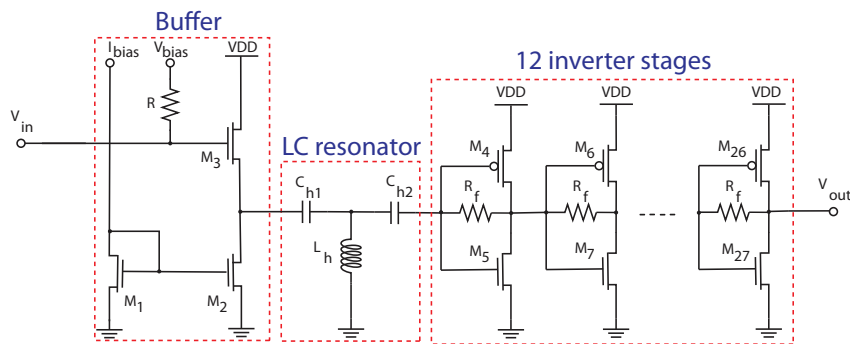 Buffer
12 inverter stages
LC resonator
I_bias
V_bias
VDD
R
V_in
M_3
M_1
M_2
C_h1
C_h2
L_h
VDD
VDD
VDD
M_4
M_6
M_26
R_f
R_f
R_f
M_5
M_7
M_27
V_out